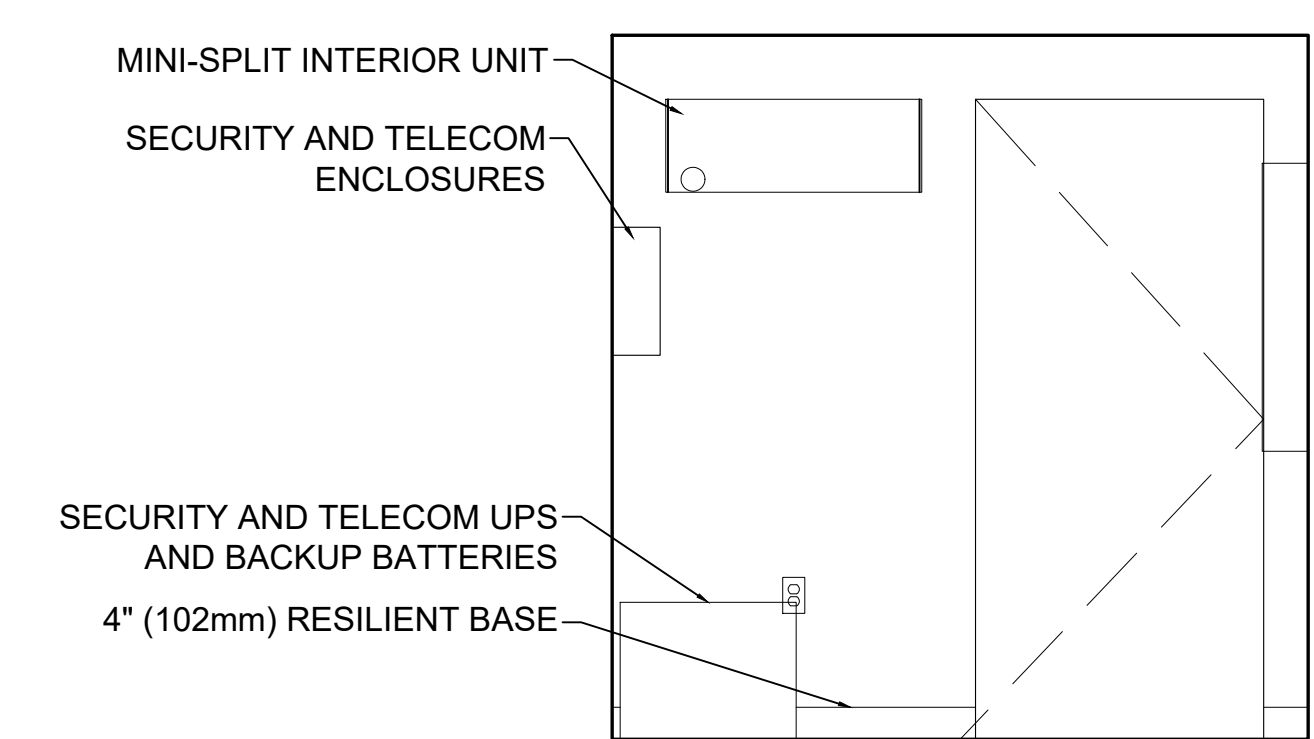 MINI-SPLIT INTERIOR UNIT
SECURITY AND TELECOM
ENCLOSURES
SECURITY AND TELECOM UPS
AND BACKUP BATTERIES
4" (102mm) RESILIENT BASE